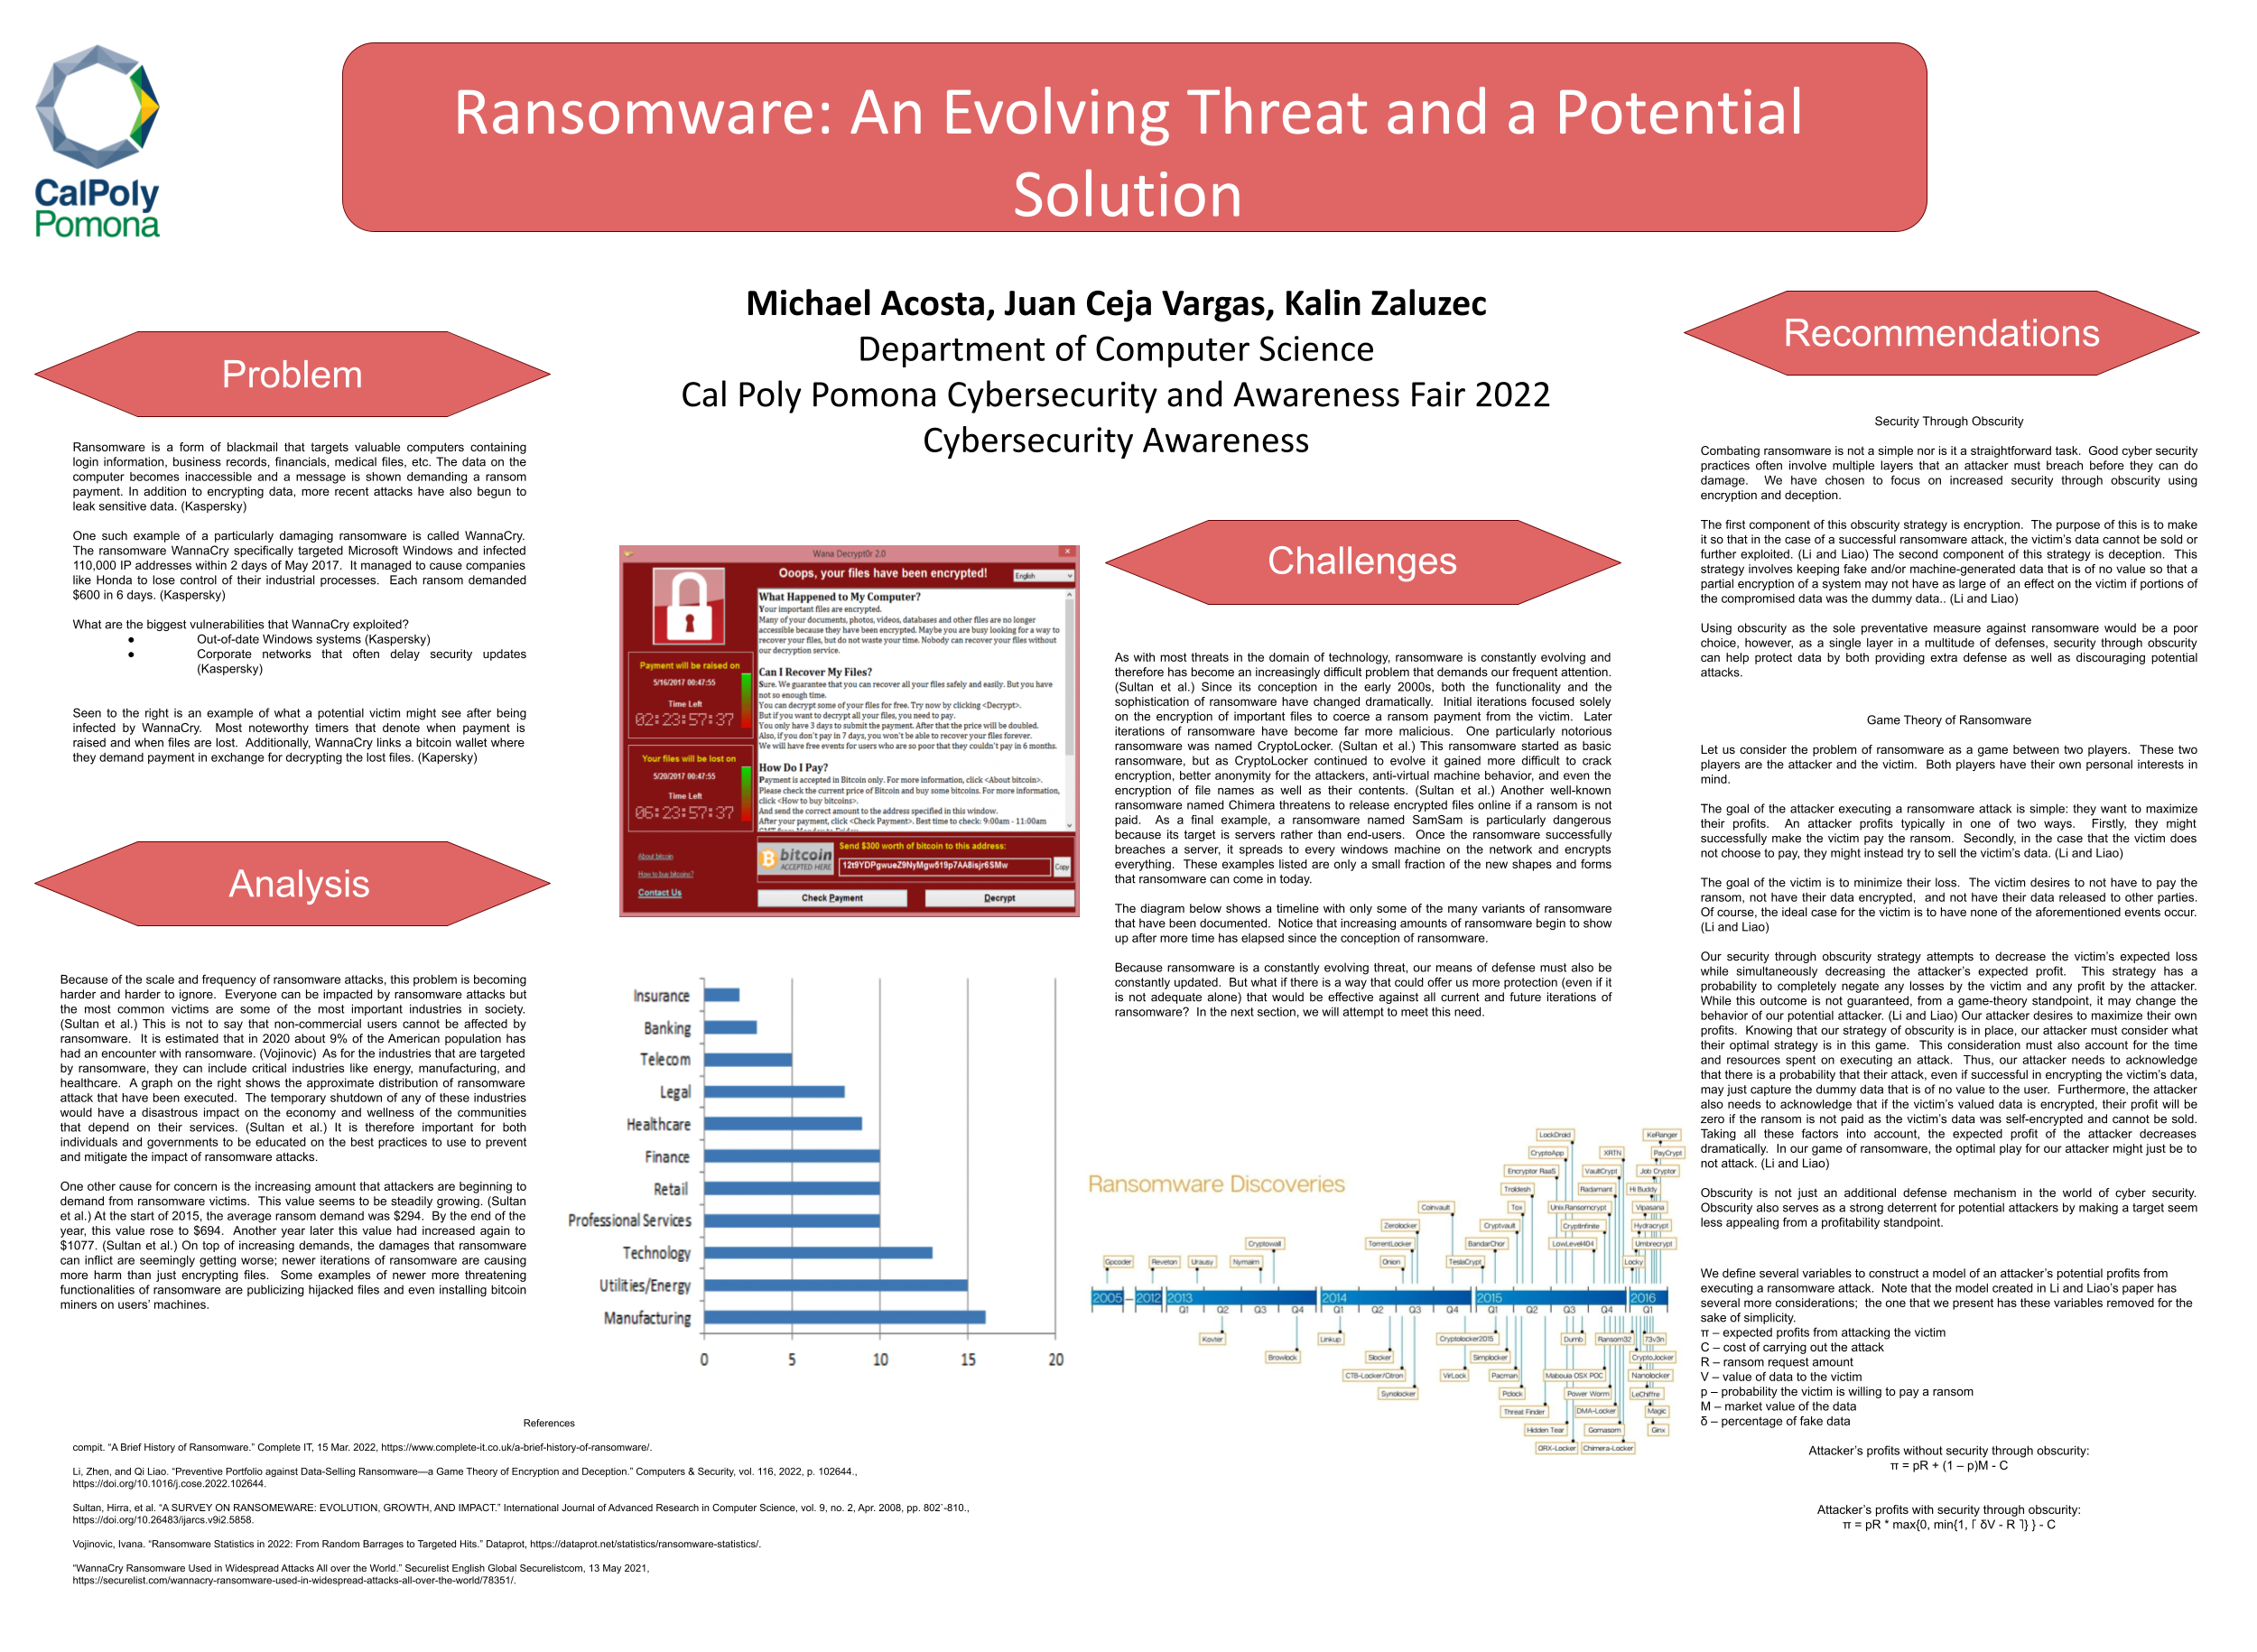 CalPoly
Pomona
Ransomware: An Evolving Threat and a Potential
Solution
Michael Acosta, Juan Ceja Vargas, Kalin Zaluzec
Department of Computer Science
Cal Poly Pomona Cybersecurity and Awareness Fair 2022
Cybersecurity Awareness
Problem
Ransomware is a form of blackmail that targets valuable computers containing
login information, business records, financials, medical files, etc. The data on the
computer becomes inaccessible and a message is shown demanding a ransom
payment. In addition to encrypting data, more recent attacks have also begun to
leak sensitive data. (Kaspersky)
One such example of a particularly damaging ransomware is called WannaCry.
The ransomware WannaCry specifically targeted Microsoft Windows and infected
110,000 IP addresses within 2 days of May 2017. It managed to cause companies
like Honda to lose control of their industrial processes. Each ransom demanded
$600 in 6 days. (Kaspersky)
What are the biggest vulnerabilities that WannaCry exploited?
● Out-of-date Windows systems (Kaspersky)
● Corporate networks that often delay security updates
(Kaspersky)
Seen to the right is an example of what a potential victim might see after being
infected by WannaCry. Most noteworthy timers that denote when payment is
raised and when files are lost. Additionally, WannaCry links a bitcoin wallet where
they demand payment in exchange for decrypting the lost files. (Kapersky)
Analysis
Because of the scale and frequency of ransomware attacks, this problem is becoming
harder and harder to ignore. Everyone can be impacted by ransomware attacks but
the most common victims are some of the most important industries in society.
(Sultan et al.) This is not to say that non-commercial users cannot be affected by
ransomware. It is estimated that in 2020 about 9% of the American population has
had an encounter with ransomware. (Vojinovic) As for the industries that are targeted
by ransomware, they can include critical industries like energy, manufacturing, and
healthcare. A graph on the right shows the approximate distribution of ransomware
attack that have been executed. The temporary shutdown of any of these industries
would have a disastrous impact on the economy and wellness of the communities
that depend on their services. (Sultan et al.) It is therefore important for both
individuals and governments to be educated on the best practices to use to prevent
and mitigate the impact of ransomware attacks.
One other cause for concern is the increasing amount that attackers are beginning to
demand from ransomware victims. This value seems to be steadily growing. (Sultan
et al.) At the start of 2015, the average ransom demand was $294. By the end of the
year, this value rose to $694. Another year later this value had increased again to
$1077. (Sultan et al.) On top of increasing demands, the damages that ransomware
can inflict are seemingly getting worse; newer iterations of ransomware are causing
more harm than just encrypting files. Some examples of newer more threatening
functionalities of ransomware are publicizing hijacked files and even installing bitcoin
miners on users' machines.
Wana Decrypt0r 2.0
Ooops, your files have been encrypted!
English
What Happened to My Computer?
Your important files are encrypted.
Many of your documents, photos, videos, databases and other files are no longer
accessible because they have been encrypted. Maybe you are busy looking for a way to
recover your files, but do not waste your time. Nobody can recover your files without
our decryption service.
Can I Recover My Files?
Sure. We guarantee that you can recover all your files safely and easily. But you have
not so enough time.
You can decrypt some of your files for free. Try now by clicking <Decrypt>.
But if you want to decrypt all your files, you need to pay.
You only have 3 days to submit the payment. After that the price will be doubled.
Also, if you don't pay in 7 days, you won't be able to recover your files forever.
We will have free events for users who are so poor that they couldn't pay in 6 months.
How Do I Pay?
Payment is accepted in Bitcoin only. For more information, click <About bitcoin>.
Please check the current price of Bitcoin and buy some bitcoins. For more information,
click <How to buy bitcoins>.
And send the correct amount to the address specified in this window.
After your payment, click <Check Payment>. Best time to check: 9:00am - 11:00am
Payment will be raised on
5/16/2017 00:47:55
Time Left
02:23:57:37
Your files will be lost on
5/20/2017 00:47:55
Time Left
06:23:57:37
About bitcoin
How to buy bitcoins?
Contact Us
bitcoin
ACCEPTED HERE
Send $300 worth of bitcoin to this address:
12t9YDPgwueZ9NyMgw519p7AA8isjr6SMw
Copy
Check Payment
Decrypt
Insurance
Banking
Telecom
Legal
Healthcare
Finance
Retail
Professional Services
Technology
Utilities/Energy
Manufacturing
0 5 10 15 20
Challenges
As with most threats in the domain of technology, ransomware is constantly evolving and
therefore has become an increasingly difficult problem that demands our frequent attention.
(Sultan et al.) Since its conception in the early 2000s, both the functionality and the
sophistication of ransomware have changed dramatically. Initial iterations focused solely
on the encryption of important files to coerce a ransom payment from the victim. Later
iterations of ransomware have become far more malicious. One particularly notorious
ransomware was named CryptoLocker. (Sultan et al.) This ransomware started as basic
ransomware, but as CryptoLocker continued to evolve it gained more difficult to crack
encryption, better anonymity for the attackers, anti-virtual machine behavior, and even the
encryption of file names as well as their contents. (Sultan et al.) Another well-known
ransomware named Chimera threatens to release encrypted files online if a ransom is not
paid. As a final example, a ransomware named SamSam is particularly dangerous
because its target is servers rather than end-users. Once the ransomware successfully
breaches a server, it spreads to every windows machine on the network and encrypts
everything. These examples listed are only a small fraction of the new shapes and forms
that ransomware can come in today.
The diagram below shows a timeline with only some of the many variants of ransomware
that have been documented. Notice that increasing amounts of ransomware begin to show
up after more time has elapsed since the conception of ransomware.
Because ransomware is a constantly evolving threat, our means of defense must also be
constantly updated. But what if there is a way that could offer us more protection (even if it
is not adequate alone) that would be effective against all current and future iterations of
ransomware? In the next section, we will attempt to meet this need.
Ransomware Discoveries
LockDroid KeRanger
CryptoApp XRTN PayCrypt
Encryptor RaaS VaultCrypt Job Cryptor
Troldesh Radamant Hi Buddy
Coinvault Tox Unix.Ransomcrypt Vipasana
Zerolocker Cryptvault CryptInfinite Hydracrypt
Cryptowall TorrentLocker BandarChor LowLevel404 Umbrecrypt
Gpcoder Reveton Urausy Nymaim Onion TeslaCrypt Locky
2005 2012 2013 2014 2015 2016
Q1 Q2 Q3 Q4 Q1 Q2 Q3 Q4 Q1 Q2 Q3 Q4 Q1
Kovter Linkup Cryptolocker2015 Dumb Ransom32 73v3n
Browlock Slocker Simplocker CryptoJocker
CTB-Locker/Citron VirLock Pacman Mabouia OSX POC Nanolocker
Synolocker Pclock Power Worm LeChiffre
Threat Finder DMA-Locker Magic
Hidden Tear Gomasom Ginx
ORX-Locker Chimera-Locker
Recommendations
Security Through Obscurity
Combating ransomware is not a simple nor is it a straightforward task. Good cyber security
practices often involve multiple layers that an attacker must breach before they can do
damage. We have chosen to focus on increased security through obscurity using
encryption and deception.
The first component of this obscurity strategy is encryption. The purpose of this is to make
it so that in the case of a successful ransomware attack, the victim's data cannot be sold or
further exploited. (Li and Liao) The second component of this strategy is deception. This
strategy involves keeping fake and/or machine-generated data that is of no value so that a
partial encryption of a system may not have as large of an effect on the victim if portions of
the compromised data was the dummy data.. (Li and Liao)
Using obscurity as the sole preventative measure against ransomware would be a poor
choice, however, as a single layer in a multitude of defenses, security through obscurity
can help protect data by both providing extra defense as well as discouraging potential
attacks.
Game Theory of Ransomware
Let us consider the problem of ransomware as a game between two players. These two
players are the attacker and the victim. Both players have their own personal interests in
mind.
The goal of the attacker executing a ransomware attack is simple: they want to maximize
their profits. An attacker profits typically in one of two ways. Firstly, they might
successfully make the victim pay the ransom. Secondly, in the case that the victim does
not choose to pay, they might instead try to sell the victim's data. (Li and Liao)
The goal of the victim is to minimize their loss. The victim desires to not have to pay the
ransom, not have their data encrypted, and not have their data released to other parties.
Of course, the ideal case for the victim is to have none of the aforementioned events occur.
(Li and Liao)
Our security through obscurity strategy attempts to decrease the victim's expected loss
while simultaneously decreasing the attacker's expected profit. This strategy has a
probability to completely negate any losses by the victim and any profit by the attacker.
While this outcome is not guaranteed, from a game-theory standpoint, it may change the
behavior of our potential attacker. (Li and Liao) Our attacker desires to maximize their own
profits. Knowing that our strategy of obscurity is in place, our attacker must consider what
their optimal strategy is in this game. This consideration must also account for the time
and resources spent on executing an attack. Thus, our attacker needs to acknowledge
that there is a probability that their attack, even if successful in encrypting the victim's data,
may just capture the dummy data that is of no value to the user. Furthermore, the attacker
also needs to acknowledge that if the victim's valued data is encrypted, their profit will be
zero if the ransom is not paid as the victim's data was self-encrypted and cannot be sold.
Taking all these factors into account, the expected profit of the attacker decreases
dramatically. In our game of ransomware, the optimal play for our attacker might just be to
not attack. (Li and Liao)
Obscurity is not just an additional defense mechanism in the world of cyber security.
Obscurity also serves as a strong deterrent for potential attackers by making a target seem
less appealing from a profitability standpoint.
We define several variables to construct a model of an attacker's potential profits from
executing a ransomware attack. Note that the model created in Li and Liao's paper has
several more considerations; the one that we present has these variables removed for the
sake of simplicity.
π – expected profits from attacking the victim
C – cost of carrying out the attack
R – ransom request amount
V – value of data to the victim
p – probability the victim is willing to pay a ransom
M – market value of the data
δ – percentage of fake data
Attacker's profits without security through obscurity:
π = pR + (1 – p)M - C
Attacker's profits with security through obscurity:
π = pR * max{0, min{1, ⌈ δV - R ⌉} } - C
References
compit. "A Brief History of Ransomware." Complete IT, 15 Mar. 2022, https://www.complete-it.co.uk/a-brief-history-of-ransomware/.
Li, Zhen, and Qi Liao. "Preventive Portfolio against Data-Selling Ransomware—a Game Theory of Encryption and Deception." Computers & Security, vol. 116, 2022, p. 102644.,
https://doi.org/10.1016/j.cose.2022.102644.
Sultan, Hirra, et al. "A SURVEY ON RANSOMEWARE: EVOLUTION, GROWTH, AND IMPACT." International Journal of Advanced Research in Computer Science, vol. 9, no. 2, Apr. 2008, pp. 802`-810.,
https://doi.org/10.26483/ijarcs.v9i2.5858.
Vojinovic, Ivana. "Ransomware Statistics in 2022: From Random Barrages to Targeted Hits." Dataprot, https://dataprot.net/statistics/ransomware-statistics/.
"WannaCry Ransomware Used in Widespread Attacks All over the World." Securelist English Global Securelistcom, 13 May 2021,
https://securelist.com/wannacry-ransomware-used-in-widespread-attacks-all-over-the-world/78351/.